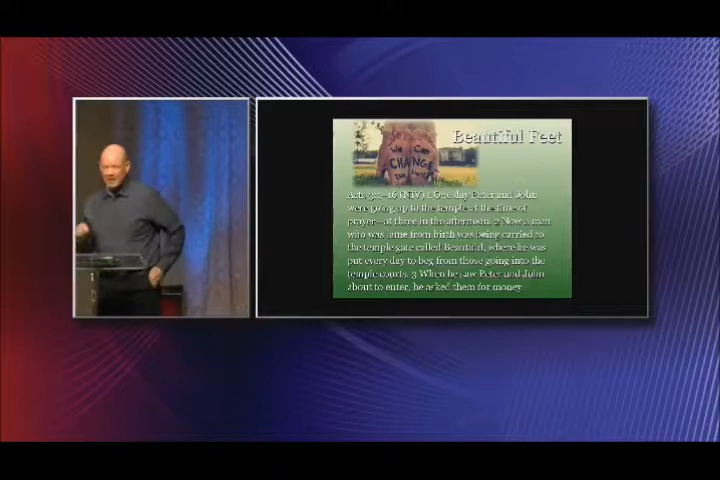 Beautiful Feet
We Can
CHANGE
The World
Acts. 3:1-16 (NIV) 1 One day Peter and John
were going up to the temple at the time of
prayer—at three in the afternoon. 2 Now a man
who was lame from birth was being carried to
the temple gate called Beautiful, where he was
put every day to beg from those going into the
temple courts. 3 When he saw Peter and John
about to enter, he asked them for money